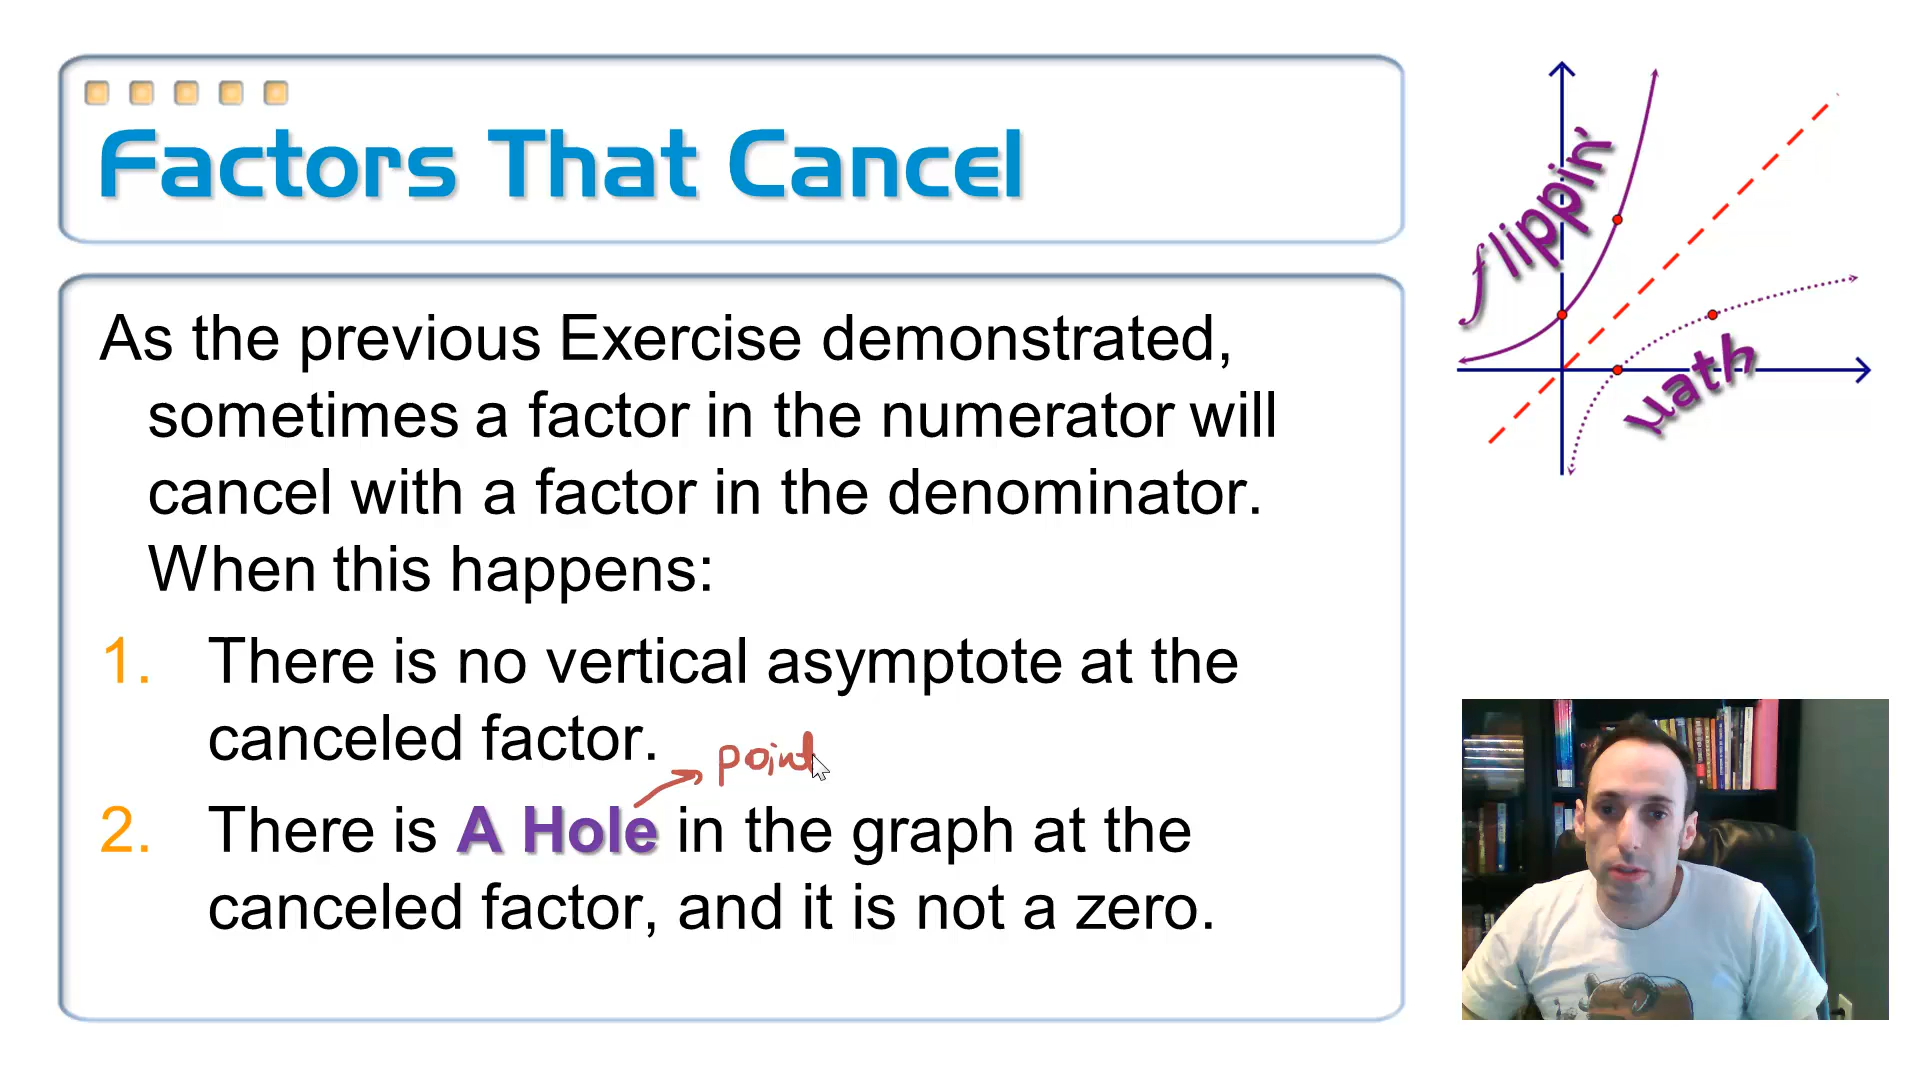 Factors That Cancel
As the previous Exercise demonstrated,
sometimes a factor in the numerator will
cancel with a factor in the denominator.
When this happens:
1. There is no vertical asymptote at the
canceled factor.
point
2. There is A Hole in the graph at the
canceled factor, and it is not a zero.
flippin'
math